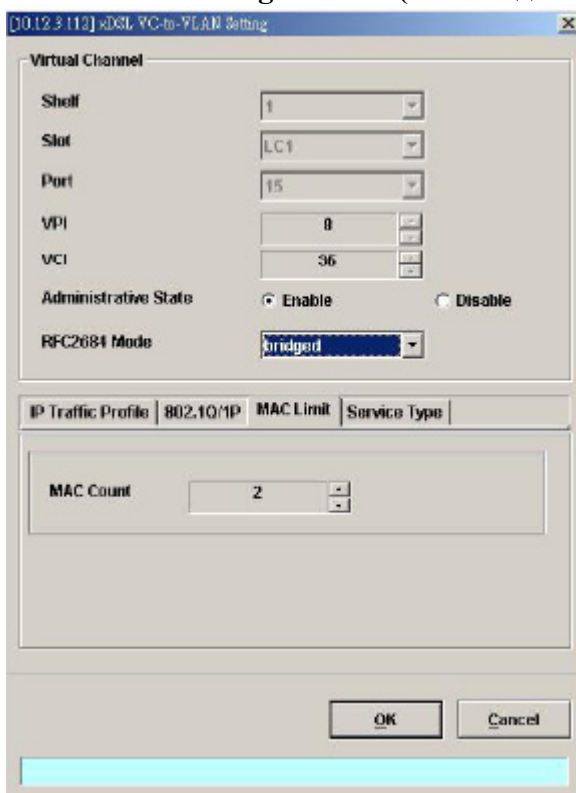 [10.12.3.112] xDSL VC-to-VLAN Setting
Virtual Channel
Shelf 1
Slot LC1
Port 15
VPI 8
VCI 36
Administrative State Enable Disable
RFC2684 Mode bridged
IP Traffic Profile 802.1Q/1P MAC Limit Service Type
MAC Count 2
OK Cancel